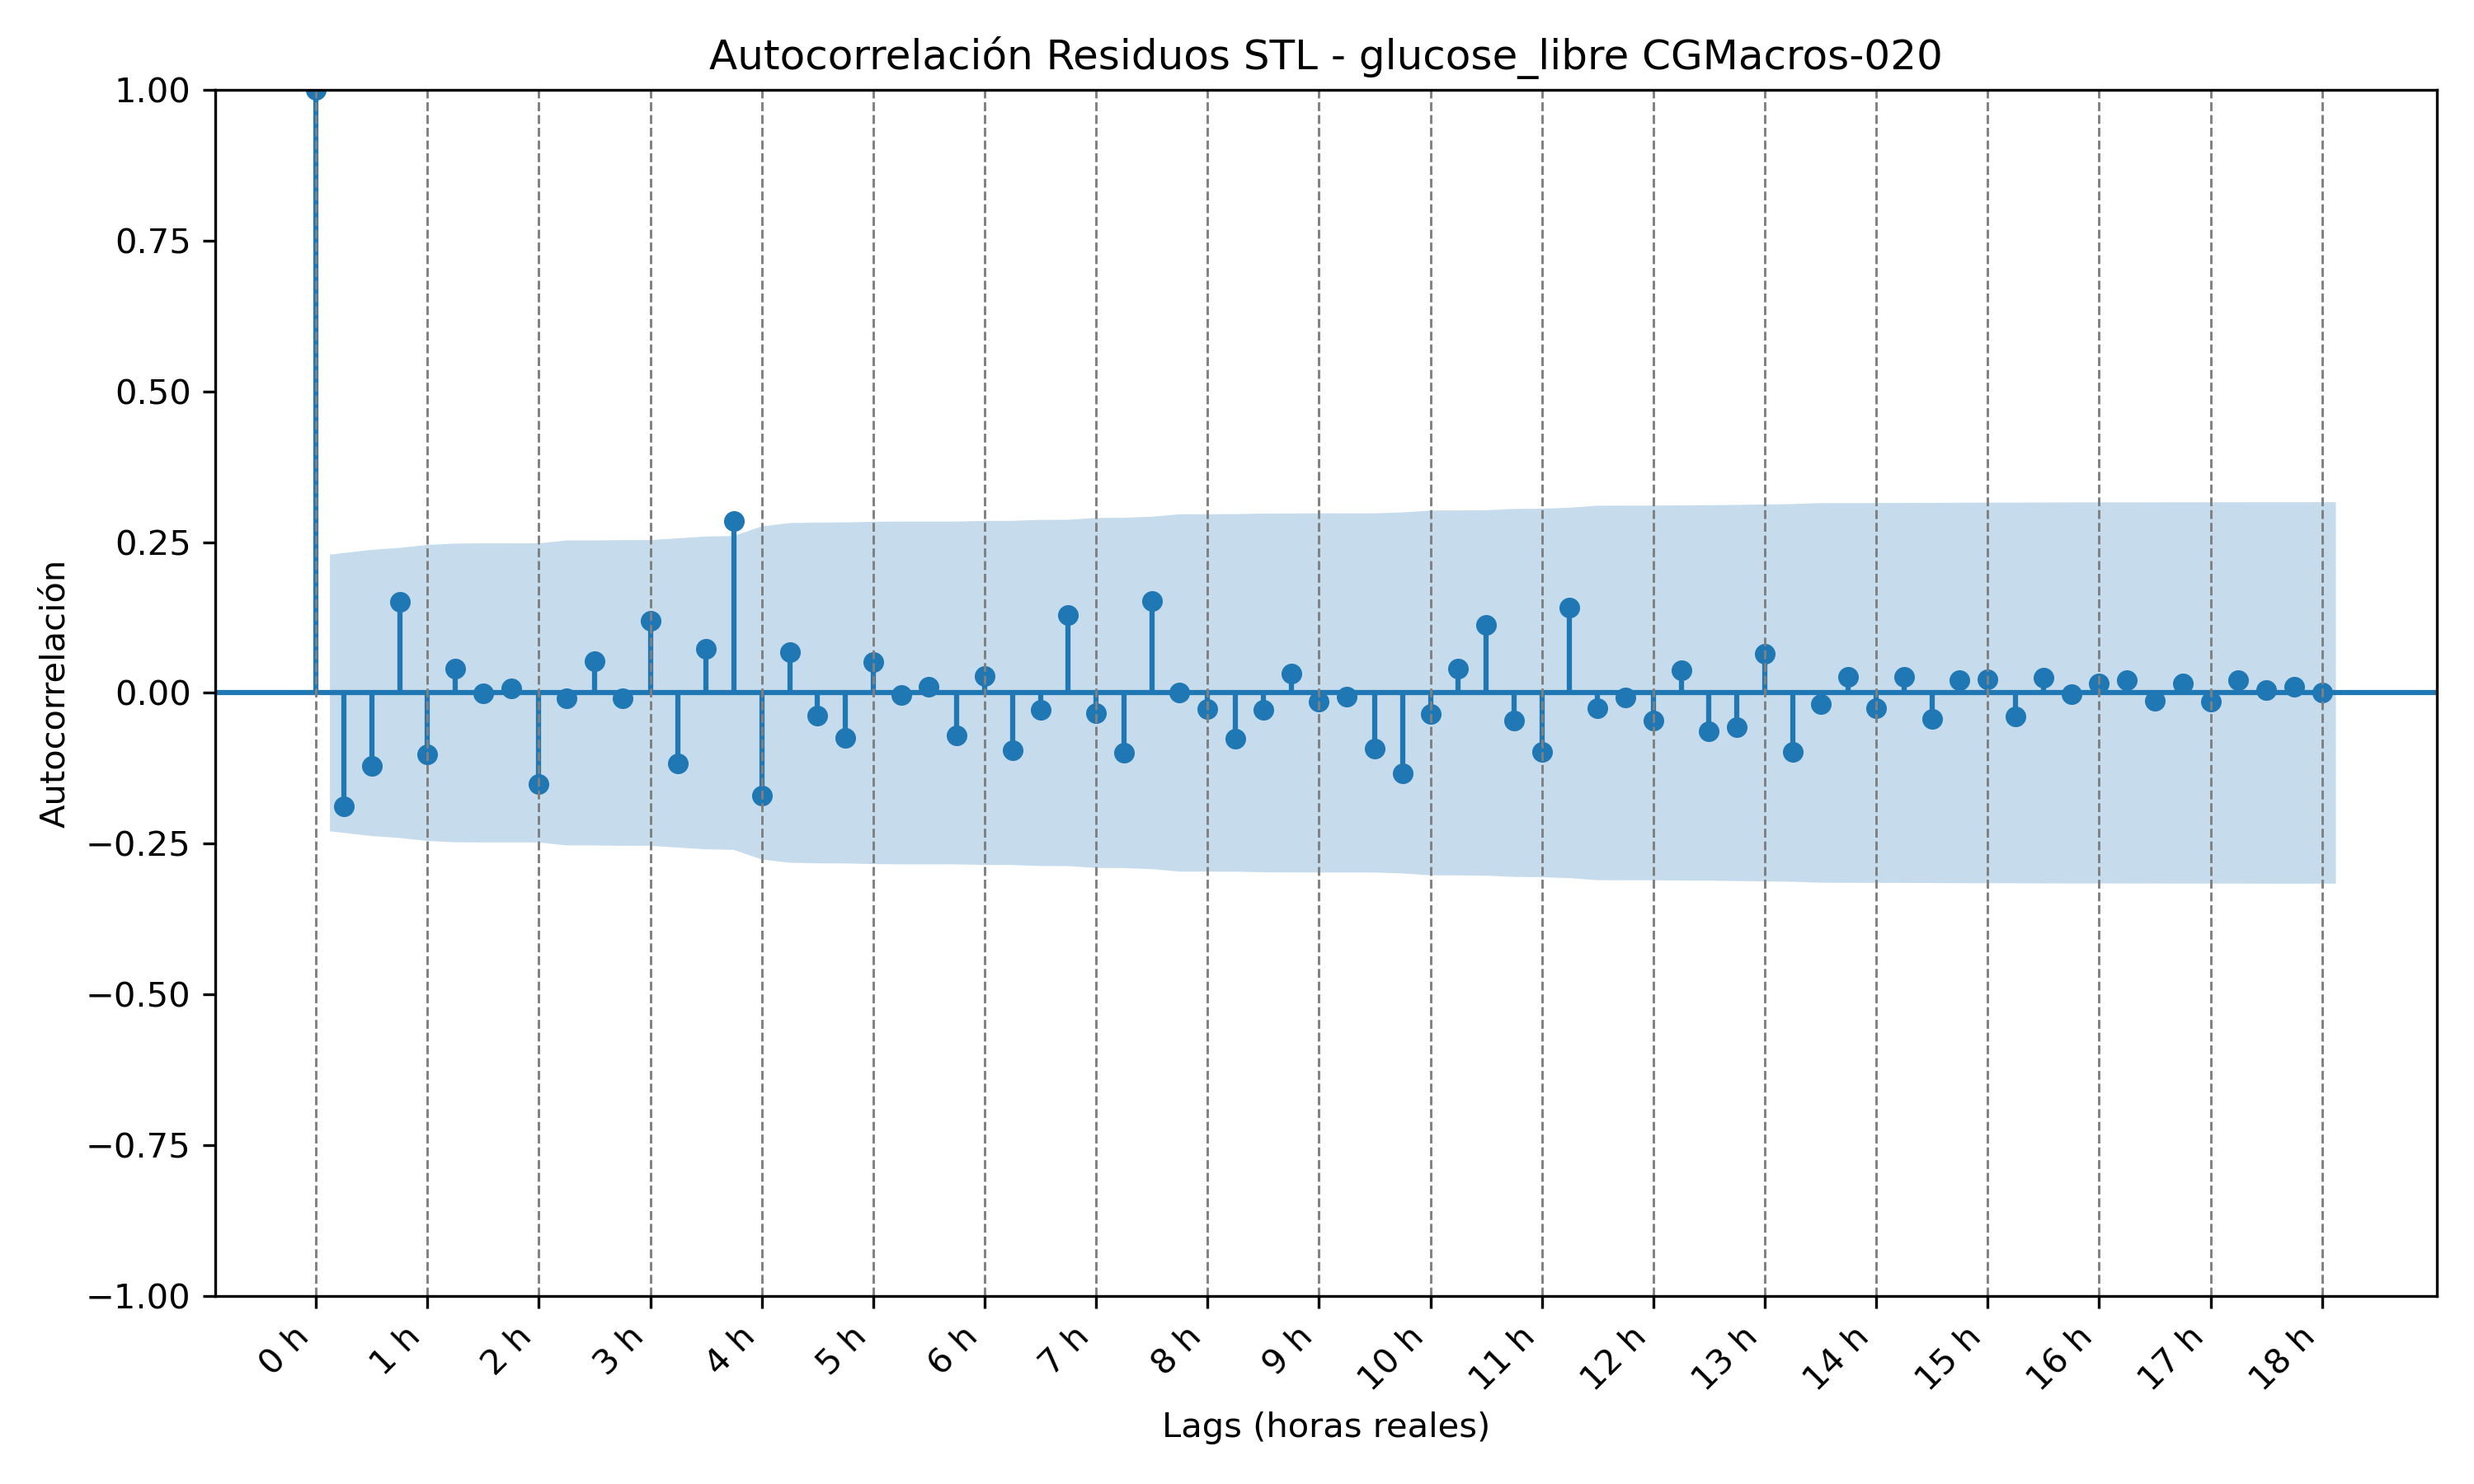 Autocorrelación Residuos STL - glucose_libre CGMacros-020
1.00
0.75
0.50
0.25
0.00
−0.25
−0.50
−0.75
−1.00
Autocorrelación
0 h
1 h
2 h
3 h
4 h
5 h
6 h
7 h
8 h
9 h
10 h
11 h
12 h
13 h
14 h
15 h
16 h
17 h
18 h
Lags (horas reales)